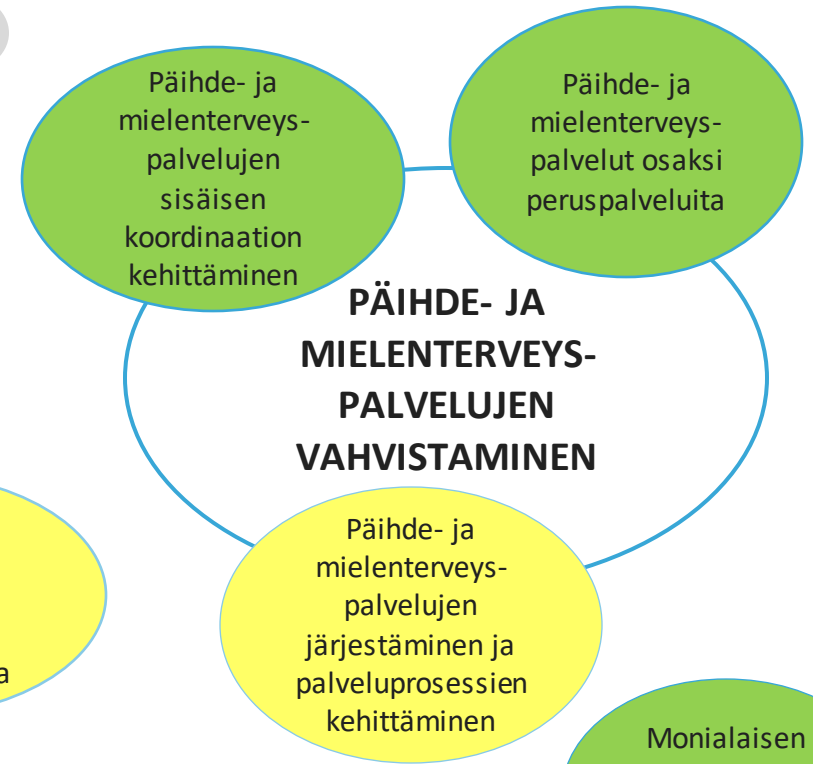 Päihde- ja
mielenterveys-
palvelujen
sisäisen
koordinaation
kehittäminen
Päihde- ja
mielenterveys-
palvelut osaksi
peruspalveluita
PÄIHDE- JA
MIELENTERVEYS-
PALVELUJEN
VAHVISTAMINEN
Päihde- ja
mielenterveys-
palvelujen
järjestäminen ja
palveluprosessien
kehittäminen
a
Monialaisen